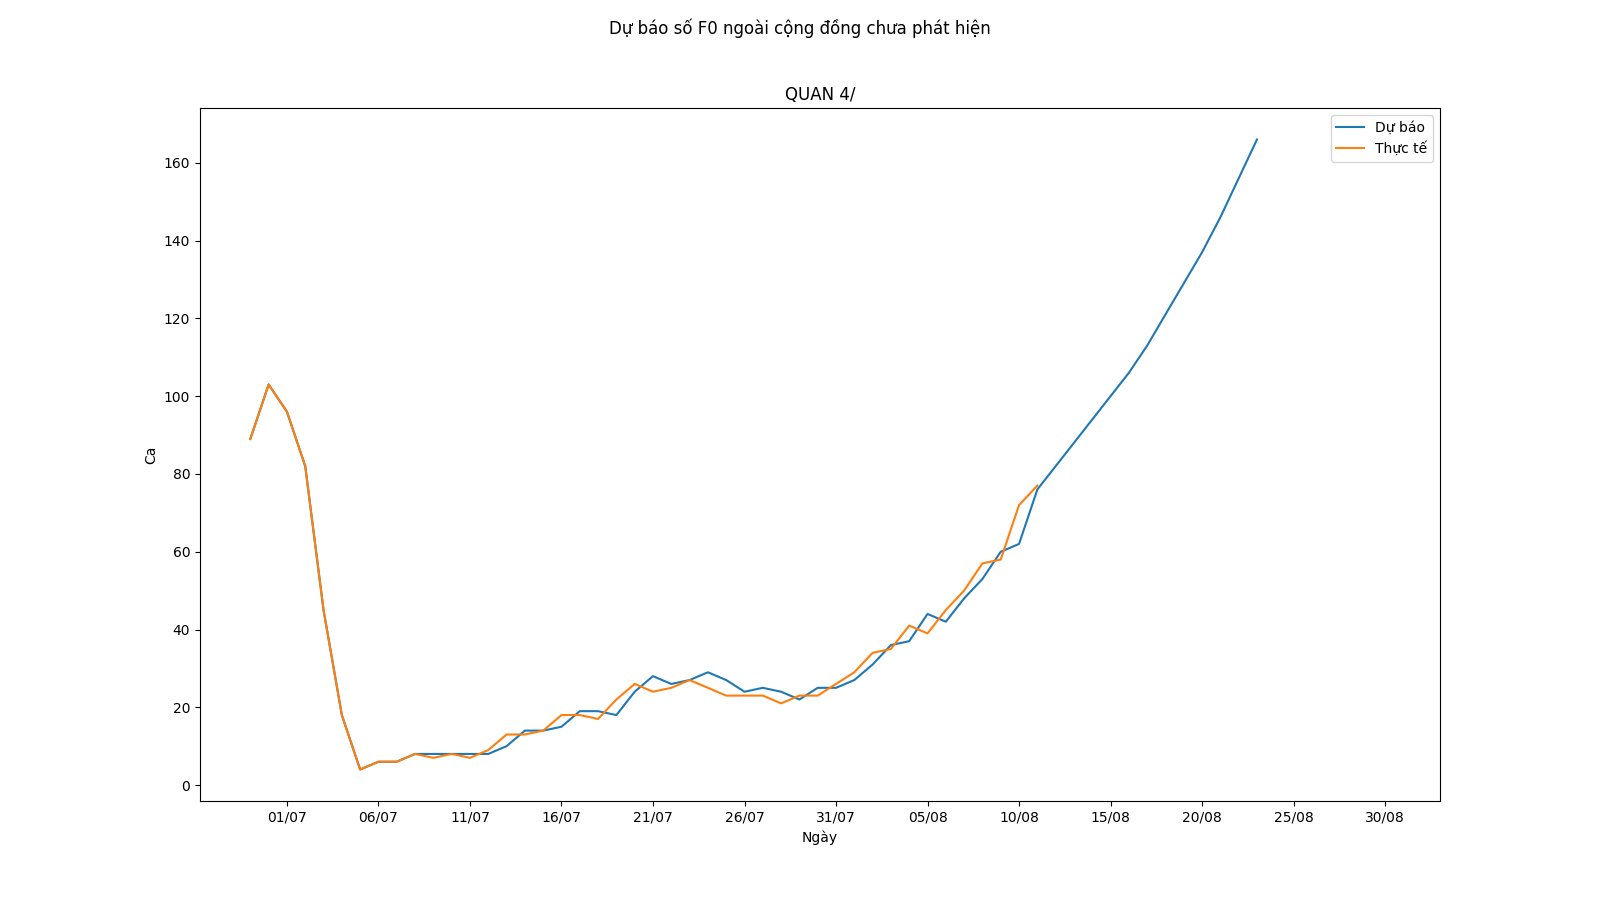 Dự báo số F0 ngoài cộng đồng chưa phát hiện
QUAN 4/
Dự báo
Thực tế
160
140
120
100
80
60
40
20
0
Ca
01/07 06/07 11/07 16/07 21/07 26/07 31/07 05/08 10/08 15/08 20/08 25/08 30/08
Ngày